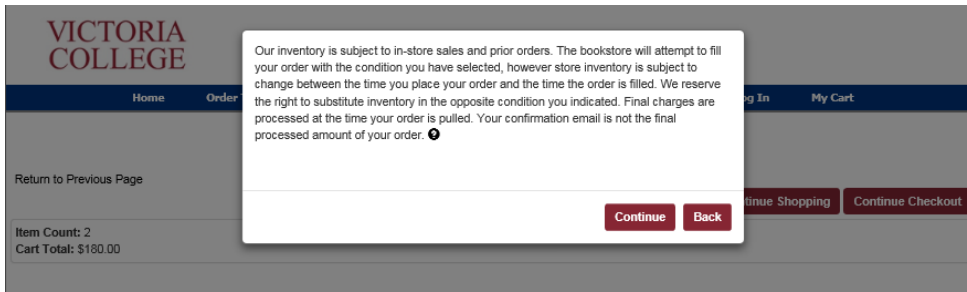 VICTORIA
COLLEGE
Our inventory is subject to in-store sales and prior orders. The bookstore will attempt to fill
your order with the condition you have selected, however store inventory is subject to
change between the time you place your order and the time the order is filled. We reserve
the right to substitute inventory in the opposite condition you indicated. Final charges are
processed at the time your order is pulled. Your confirmation email is not the final
processed amount of your order. ?
Home Order In My Cart
Return to Previous Page
Continue Back
Shopping Continue Checkout
Item Count: 2
Cart Total: $180.00